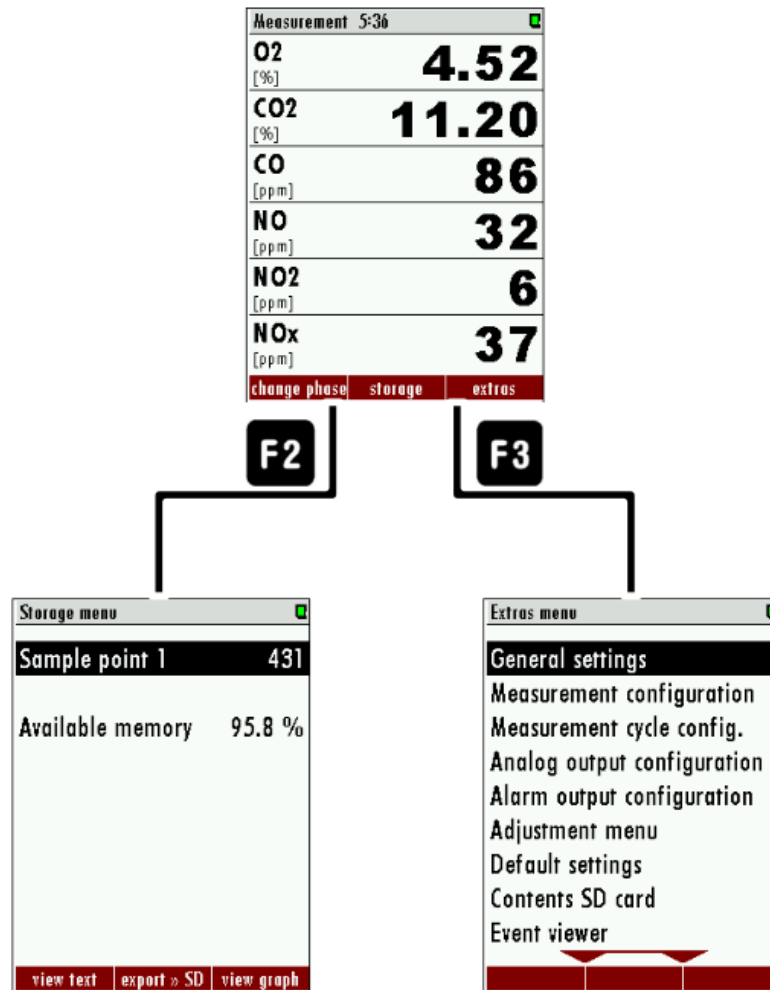 Measurement 5:36
O2 4.52
[%]
CO2 11.20
[%]
CO 86
[ppm]
NO 32
[ppm]
NO2 6
[ppm]
NOx 37
[ppm]
change phase storage extras
F2 F3
Storage menu
Sample point 1 431
Available memory 95.8 %
view text export » SD view graph
Extras menu
General settings
Measurement configuration
Measurement cycle config.
Analog output configuration
Alarm output configuration
Adjustment menu
Default settings
Contents SD card
Event viewer